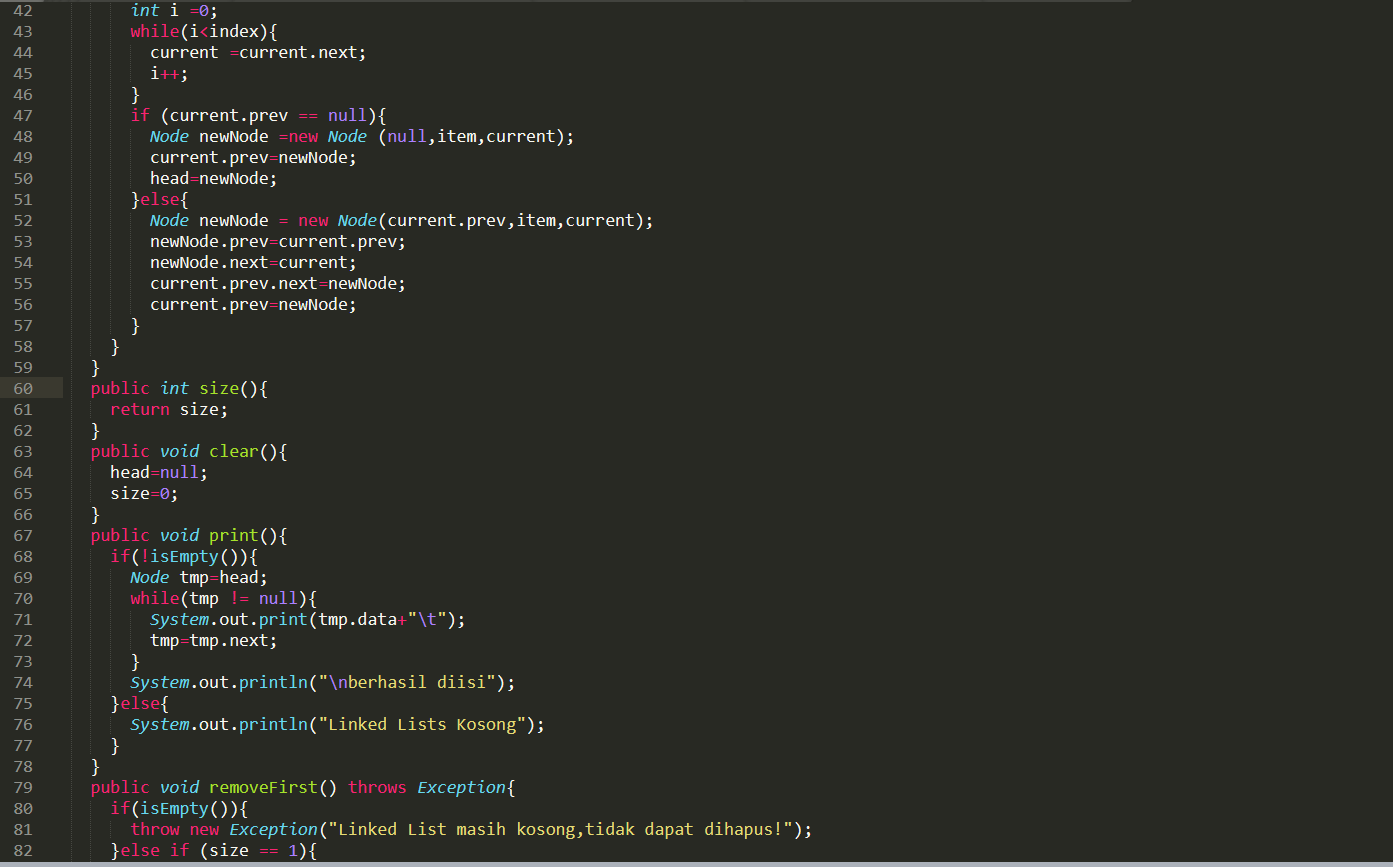 42 int i =0;
43 while(i<index){
44 current =current.next;
45 i++;
46 }
47 if (current.prev == null){
48 Node newNode =new Node (null,item,current);
49 current.prev=newNode;
50 head=newNode;
51 }else{
52 Node newNode = new Node(current.prev,item,current);
53 newNode.prev=current.prev;
54 newNode.next=current;
55 current.prev.next=newNode;
56 current.prev=newNode;
57 }
58 }
59 }
60 public int size(){
61 return size;
62 }
63 public void clear(){
64 head=null;
65 size=0;
66 }
67 public void print(){
68 if(!isEmpty()){
69 Node tmp=head;
70 while(tmp != null){
71 System.out.print(tmp.data+"\t");
72 tmp=tmp.next;
73 }
74 System.out.println("\nberhasil diisi");
75 }else{
76 System.out.println("Linked Lists Kosong");
77 }
78 }
79 public void removeFirst() throws Exception{
80 if(isEmpty()){
81 throw new Exception("Linked List masih kosong,tidak dapat dihapus!");
82 }else if (size == 1){